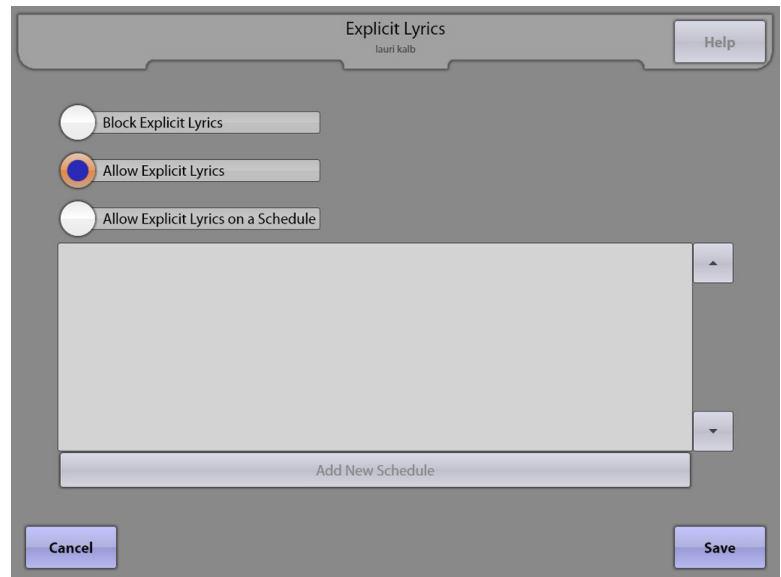 Explicit Lyrics
lauri kalb
Help
Block Explicit Lyrics
Allow Explicit Lyrics
Allow Explicit Lyrics on a Schedule
Add New Schedule
Cancel
Save